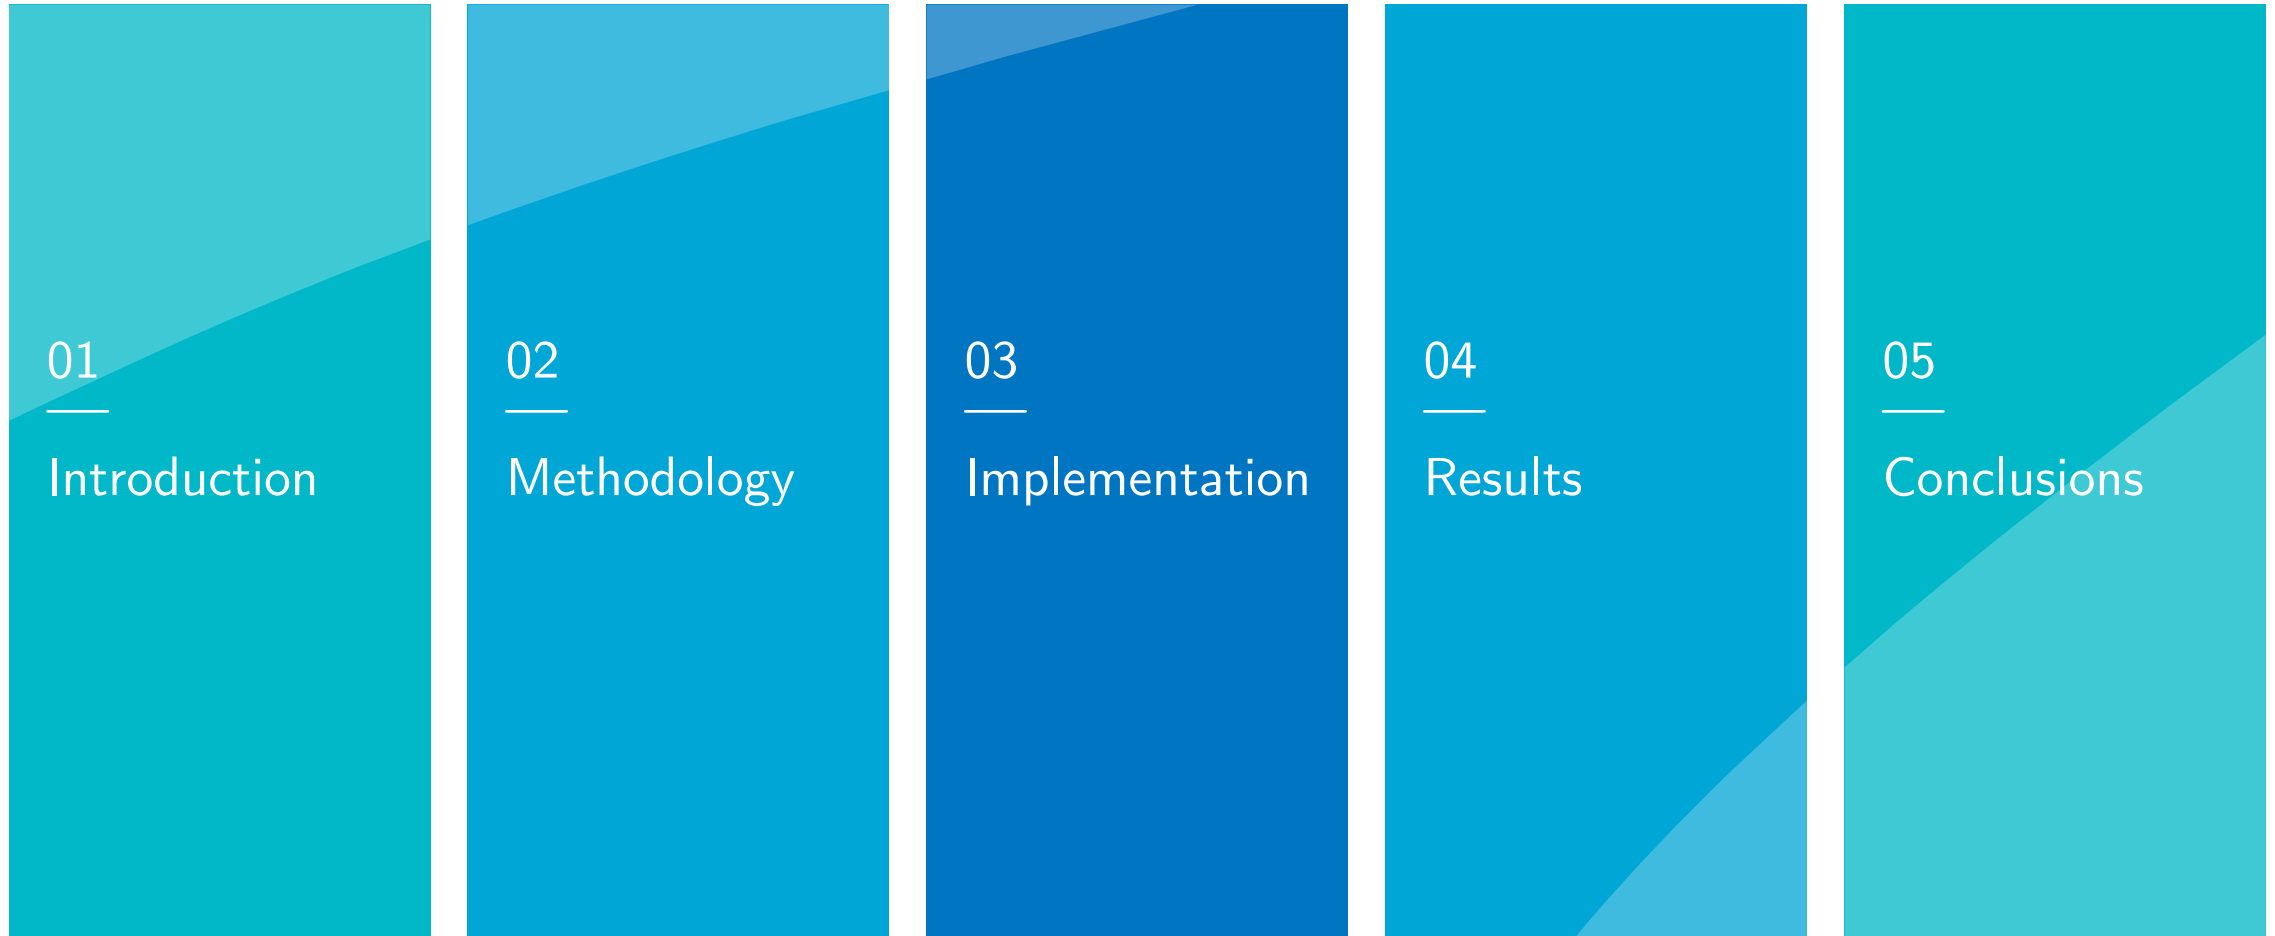 01
Introduction
02
Methodology
03
Implementation
04
Results
05
Conclusions